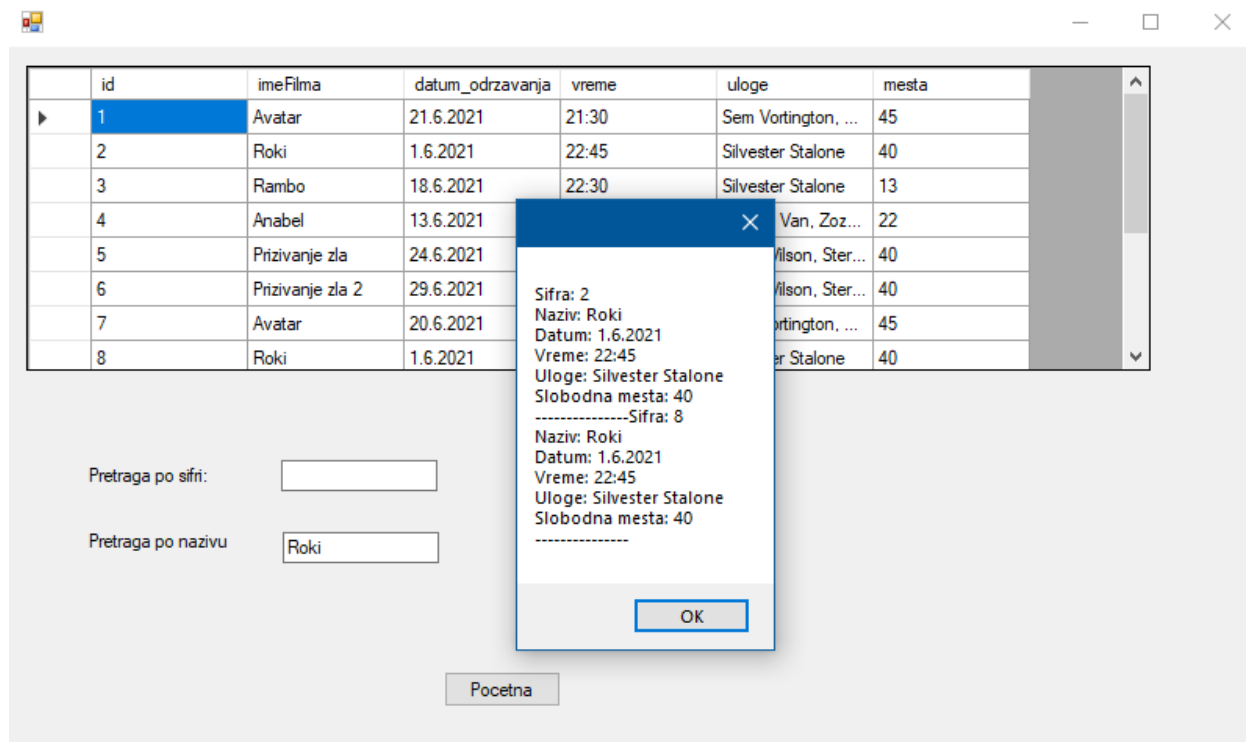 id imeFilma datum_odrzavanja vreme uloge mesta
1 Avatar 21.6.2021 21:30 Sem Vortington, ... 45
2 Roki 1.6.2021 22:45 Silvester Stalone 40
3 Rambo 18.6.2021 22:30 Silvester Stalone 13
4 Anabel 13.6.2021 Van, Zoz... 22
5 Prizivanje zla 24.6.2021 Ster... 40
6 Prizivanje zla 2 29.6.2021 Ster... 40
7 Avatar 20.6.2021 ... 45
8 Roki 1.6.2021 Stalone 40
Sifra: 2
Naziv: Roki
Datum: 1.6.2021
Vreme: 22:45
Uloge: Silvester Stalone
Slobodna mesta: 40
---------------Sifra: 8
Naziv: Roki
Datum: 1.6.2021
Vreme: 22:45
Uloge: Silvester Stalone
Slobodna mesta: 40
---------------
OK
Pretraga po sifri:
Pretraga po nazivu Roki
Pocetna